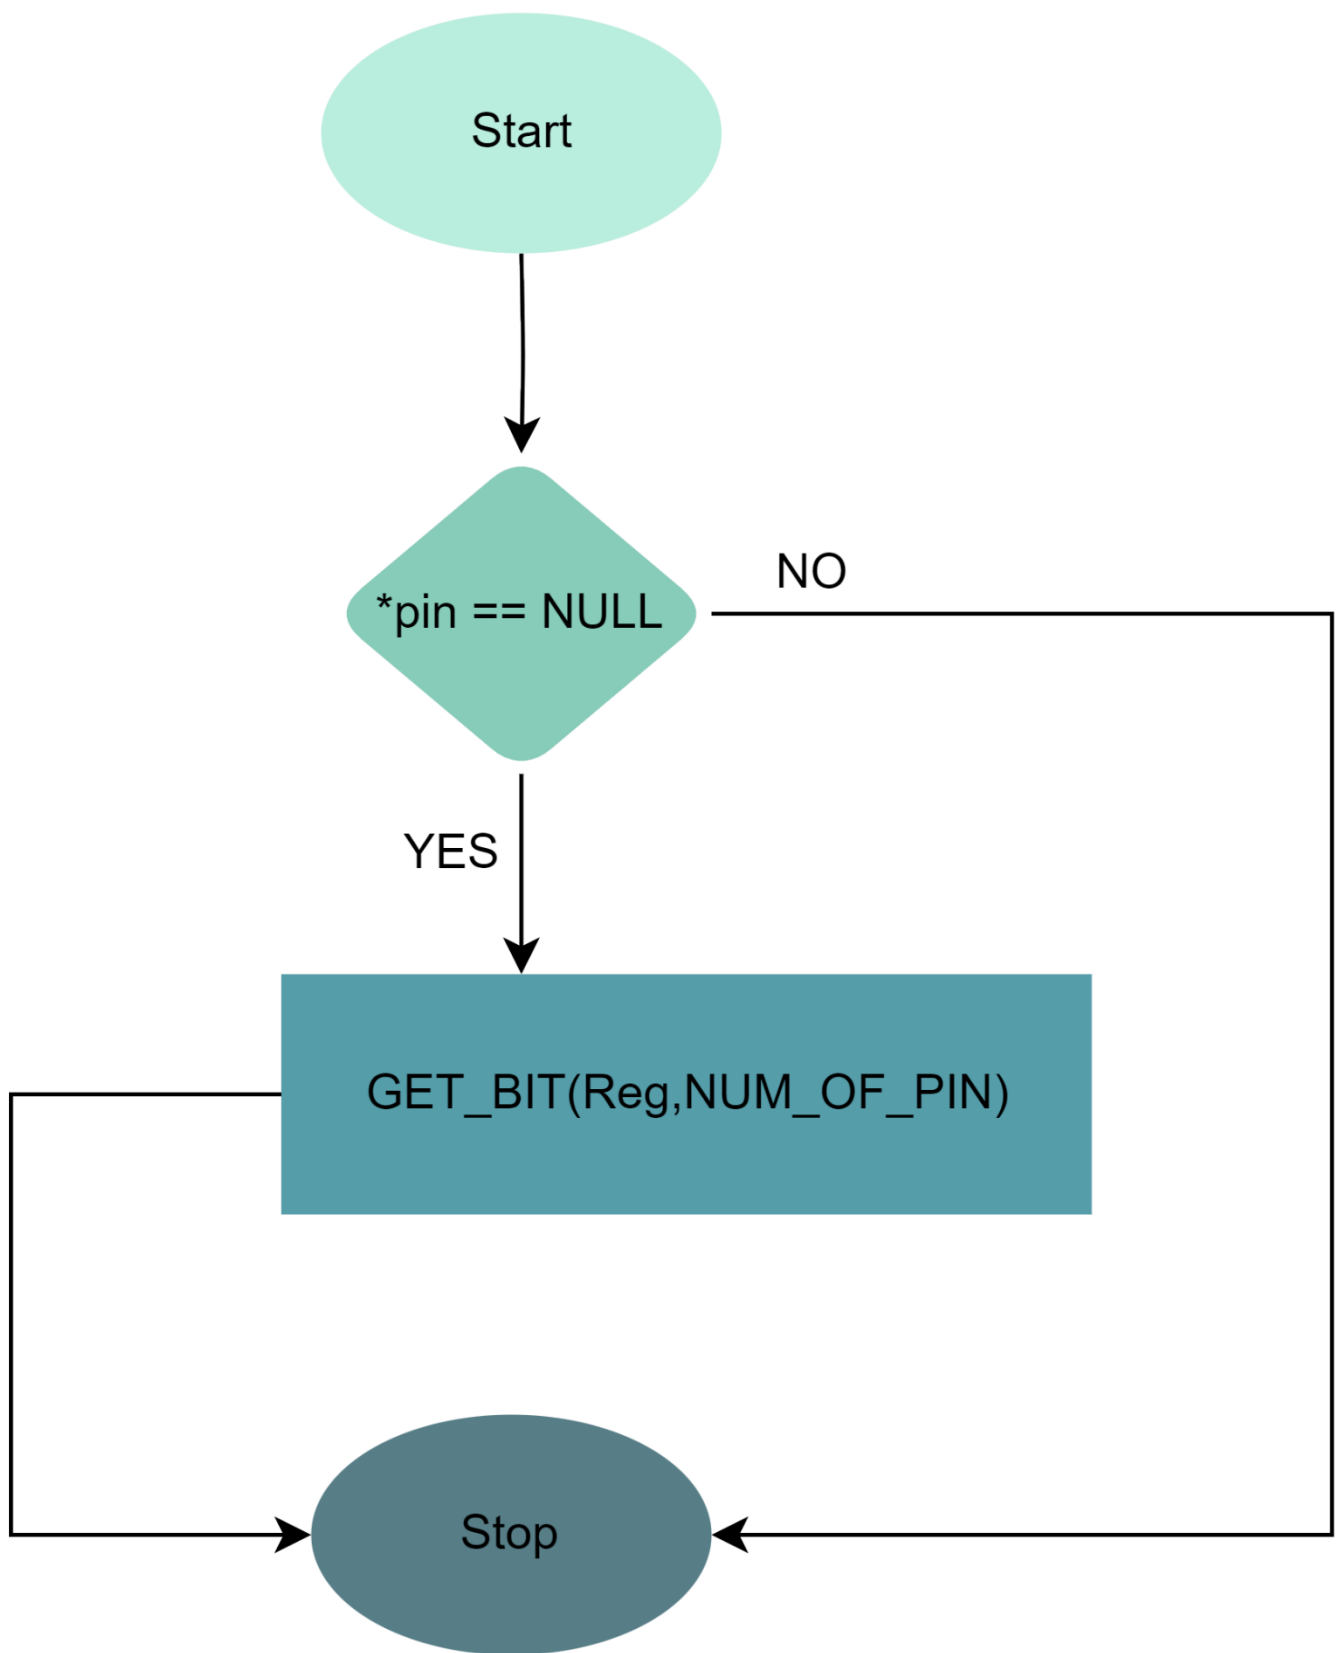 Start
*pin == NULL
NO
YES
GET_BIT(Reg,NUM_OF_PIN)
Stop